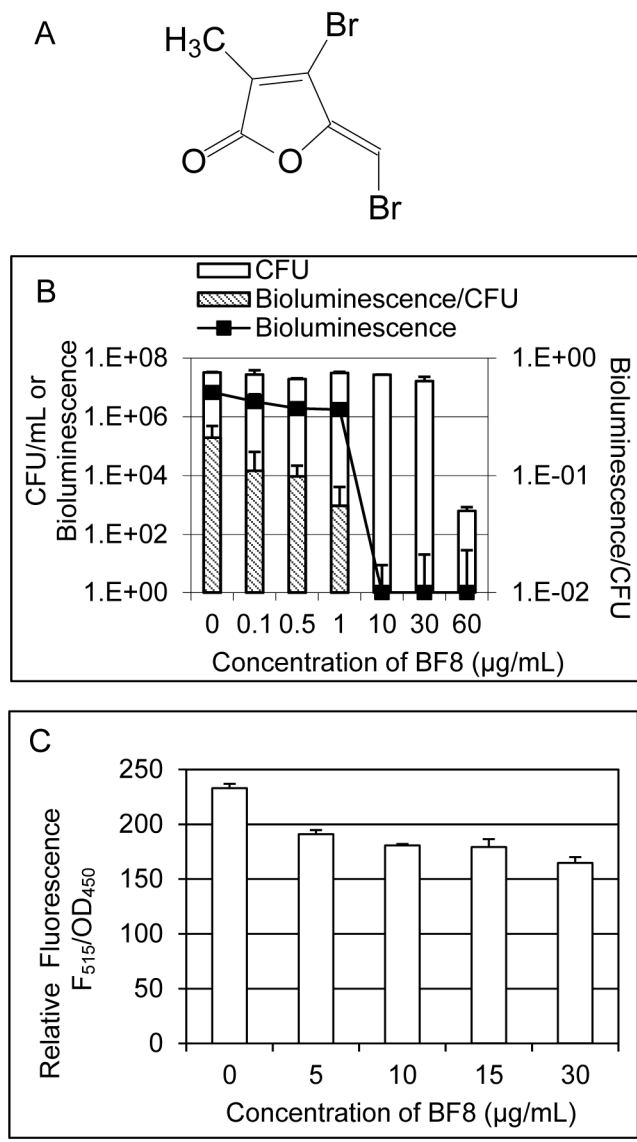 A
H₃C
Br
O
O
Br
B
CFU
Bioluminescence/CFU
Bioluminescence
CFU/mL or
Bioluminescence
1.E+08
1.E+06
1.E+04
1.E+02
1.E+00
1.E+00
1.E-01
1.E-02
Bioluminescence/CFU
0 0.1 0.5 1 10 30 60
Concentration of BF8 (µg/mL)
C
Relative Fluorescence
F₅₁₅/OD₄₅₀
250
200
150
100
50
0
0 5 10 15 30
Concentration of BF8 (µg/mL)